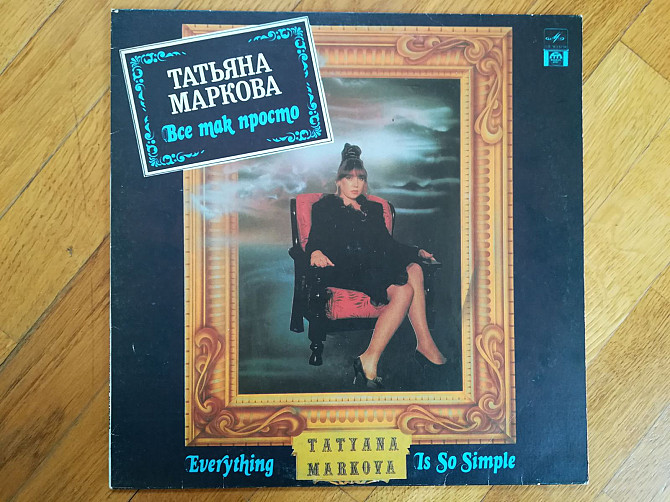 ТАТЬЯНА
МАРКОВА
Все так просто
TATYANA
MARKOVA
Everything Is So Simple